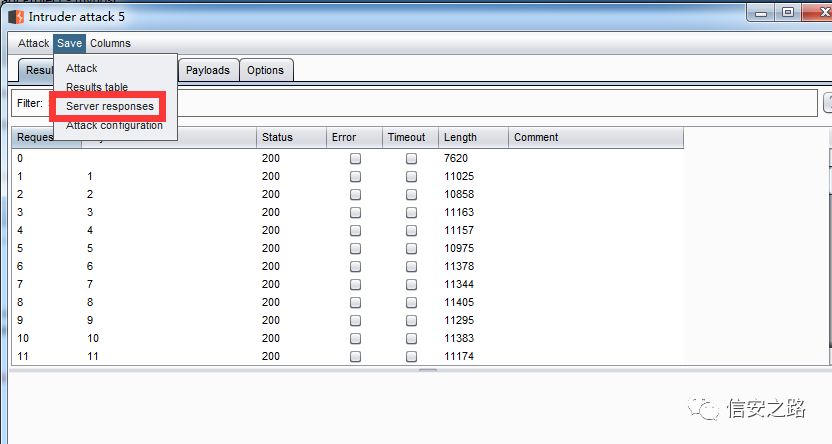 Intruder attack 5
Attack Save Columns
Attack
Results table
Server responses
Attack configuration
Payloads Options
Filter:
Status Error Timeout Length Comment
0 200 7620
1 1 200 11025
2 2 200 10858
3 3 200 11163
4 4 200 11157
5 5 200 10975
6 6 200 11378
7 7 200 11344
8 8 200 11405
9 9 200 11295
10 10 200 11383
11 11 200 11174
信安之路